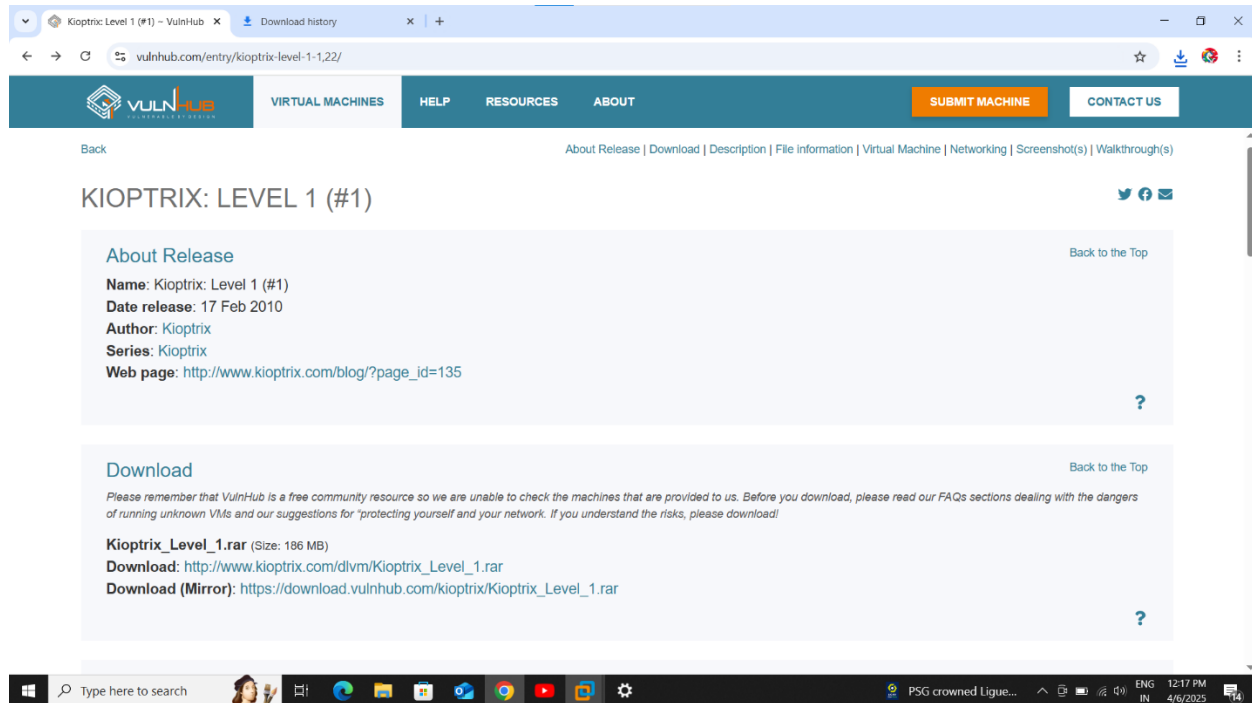 Kioptrix: Level 1 (#1) ~ VulnHub
Download history
vulnhub.com/entry/kioptrix-level-1-1,22/
VULNHUB
VULNERABLE BY DESIGN
VIRTUAL MACHINES
HELP
RESOURCES
ABOUT
SUBMIT MACHINE
CONTACT US
Back
About Release | Download | Description | File information | Virtual Machine | Networking | Screenshot(s) | Walkthrough(s)
KIOPTRIX: LEVEL 1 (#1)
About Release
Back to the Top
Name: Kioptrix: Level 1 (#1)
Date release: 17 Feb 2010
Author: Kioptrix
Series: Kioptrix
Web page: http://www.kioptrix.com/blog/?page_id=135
?
Download
Back to the Top
Please remember that VulnHub is a free community resource so we are unable to check the machines that are provided to us. Before you download, please read our FAQs sections dealing with the dangers
of running unknown VMs and our suggestions for "protecting yourself and your network. If you understand the risks, please download!
Kioptrix_Level_1.rar (Size: 186 MB)
Download: http://www.kioptrix.com/dlvm/Kioptrix_Level_1.rar
Download (Mirror): https://download.vulnhub.com/kioptrix/Kioptrix_Level_1.rar
?
Type here to search
PSG crowned Ligue...
ENG
IN
12:17 PM
4/6/2025
14